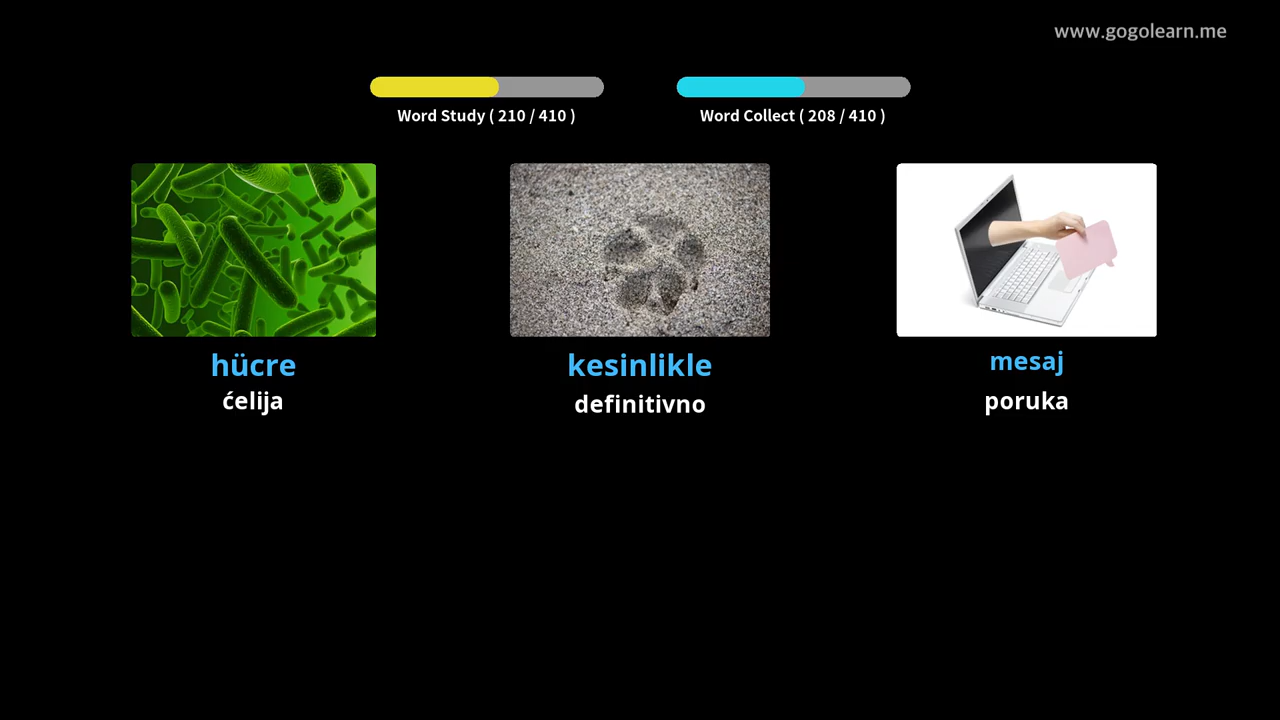 www.gogolearn.me
Word Study ( 210 / 410 )
Word Collect ( 208 / 410 )
hücre
ćelija
kesinlikle
definitivno
mesaj
poruka